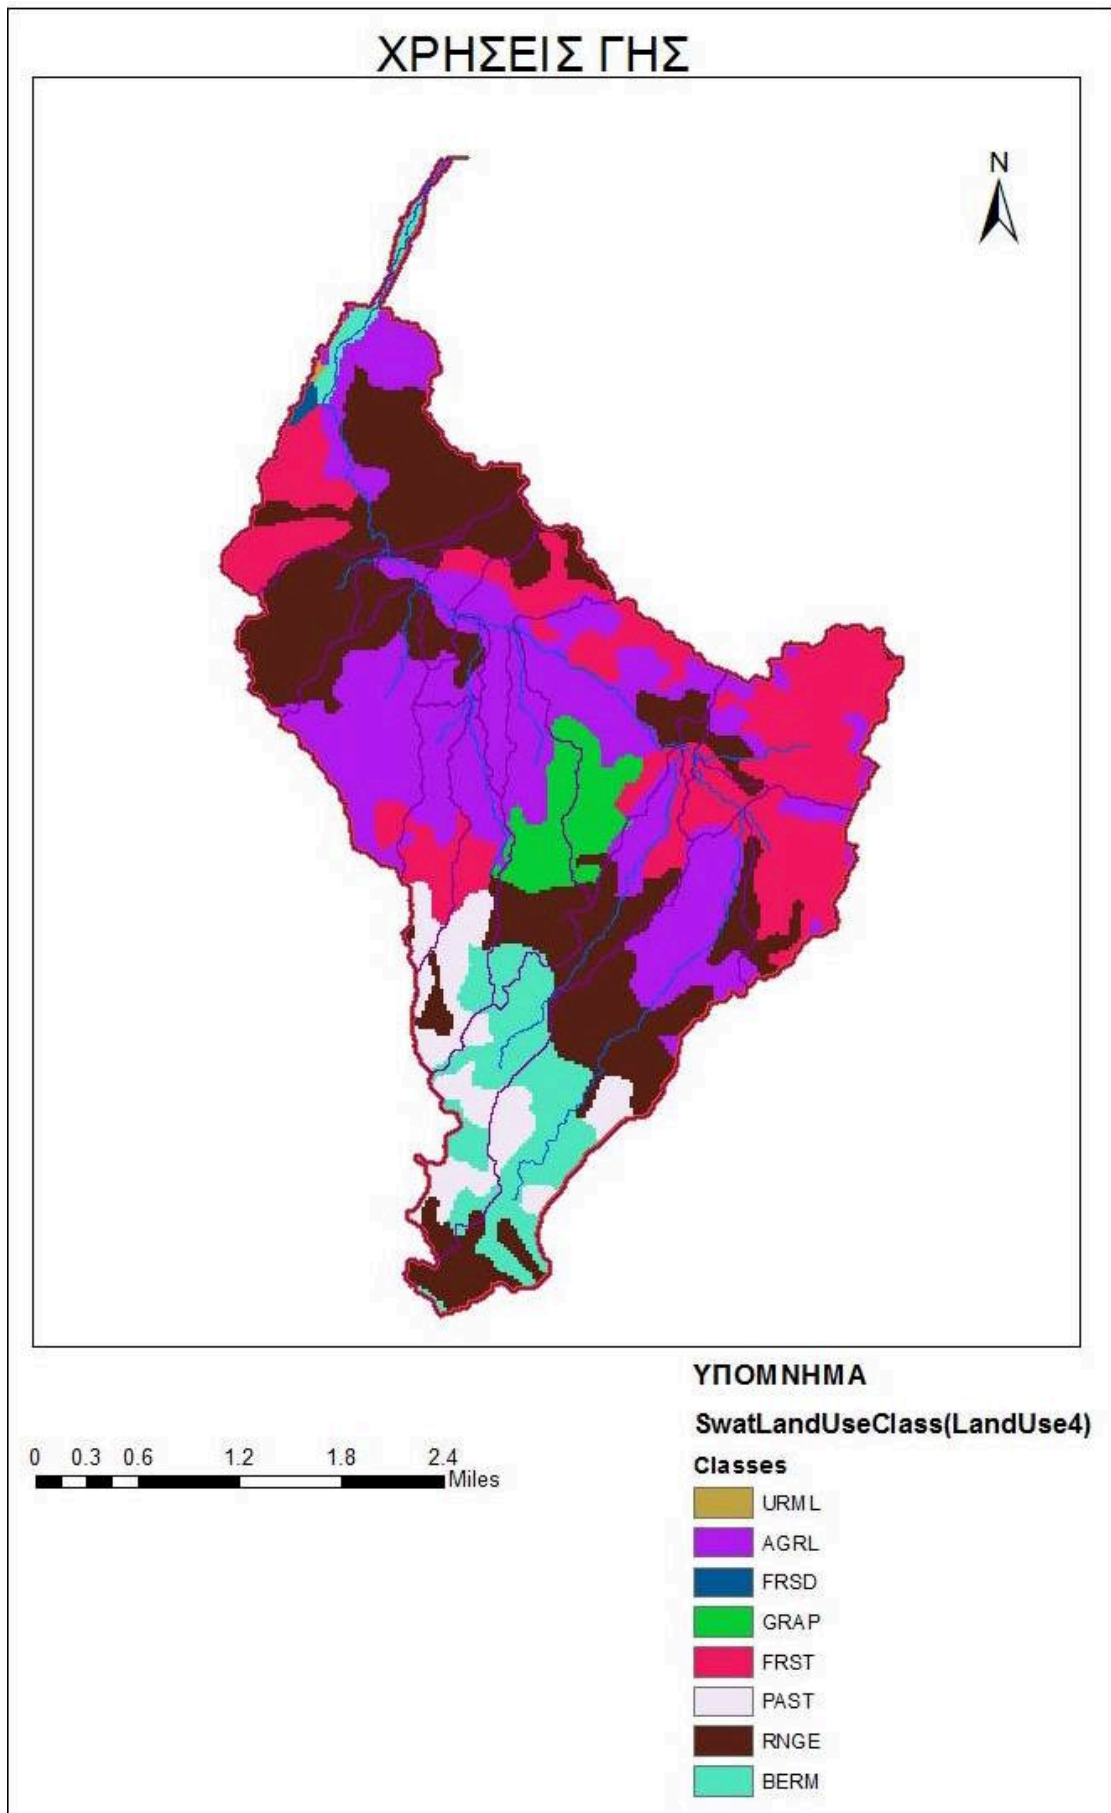 ΧΡΗΣΕΙΣ ΓΗΣ
N
ΥΠΟΜΝΗΜΑ
SwatLandUseClass(LandUse4)
Classes
URML
AGRL
FRSD
GRAP
FRST
PAST
RNGE
BERM
0 0.3 0.6 1.2 1.8 2.4
Miles